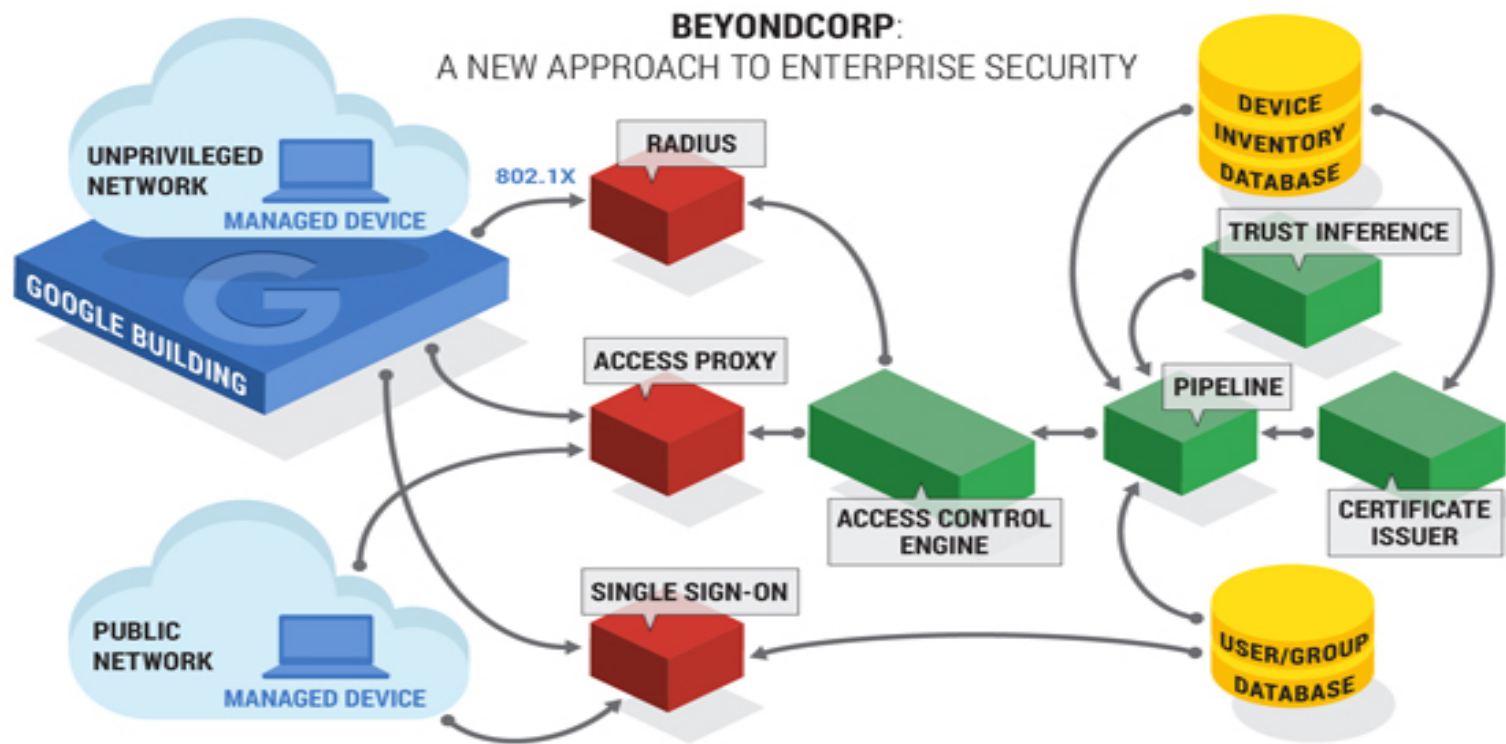 BEYONDCORP:
A NEW APPROACH TO ENTERPRISE SECURITY
UNPRIVILEGED
NETWORK
MANAGED DEVICE
G
GOOGLE BUILDING
802.1X
RADIUS
ACCESS PROXY
SINGLE SIGN-ON
PUBLIC
NETWORK
MANAGED DEVICE
ACCESS CONTROL
ENGINE
DEVICE
INVENTORY
DATABASE
TRUST INFERENCE
PIPELINE
CERTIFICATE
ISSUER
USER/GROUP
DATABASE